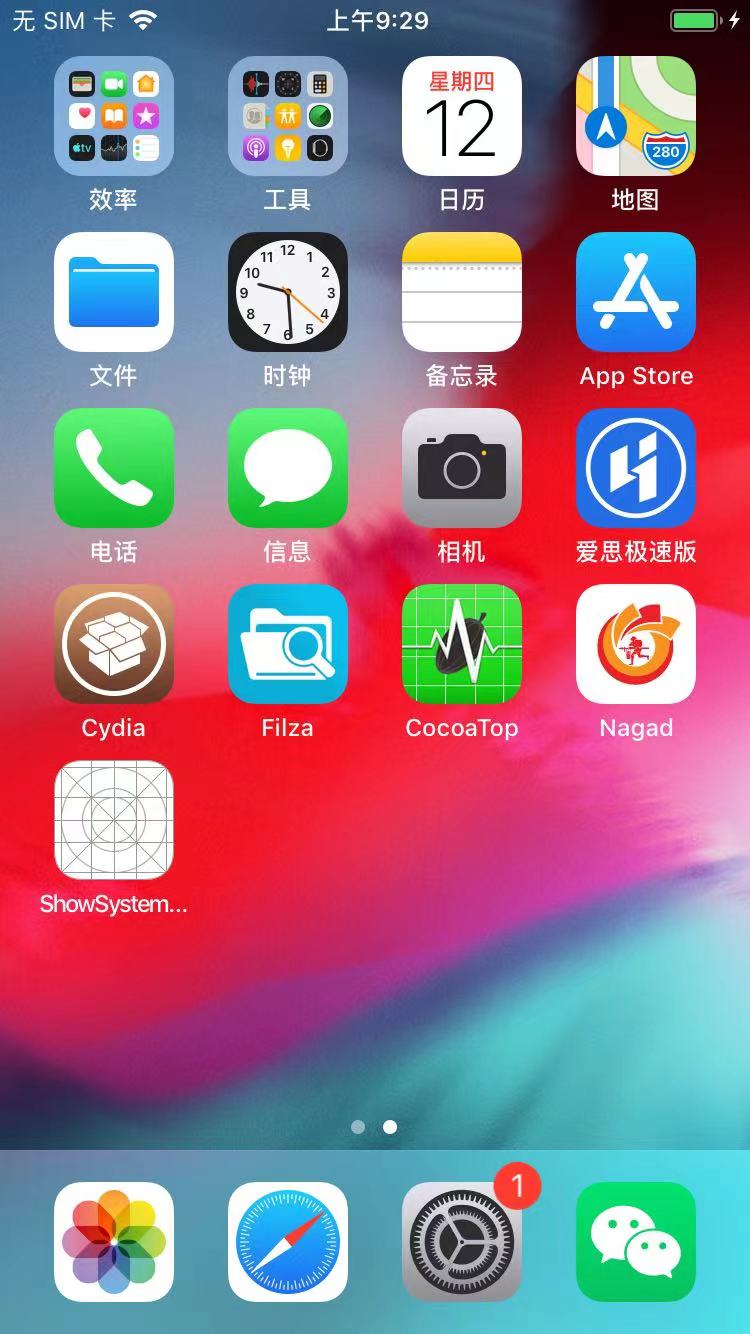 无 SIM 卡
上午9:29
效率
工具
星期四
12
日历
280
地图
文件
12
1
2
3
4
5
6
7
8
9
10
11
时钟
备忘录
App Store
电话
信息
相机
爱思极速版
Cydia
Filza
CocoaTop
Nagad
ShowSystem...
1